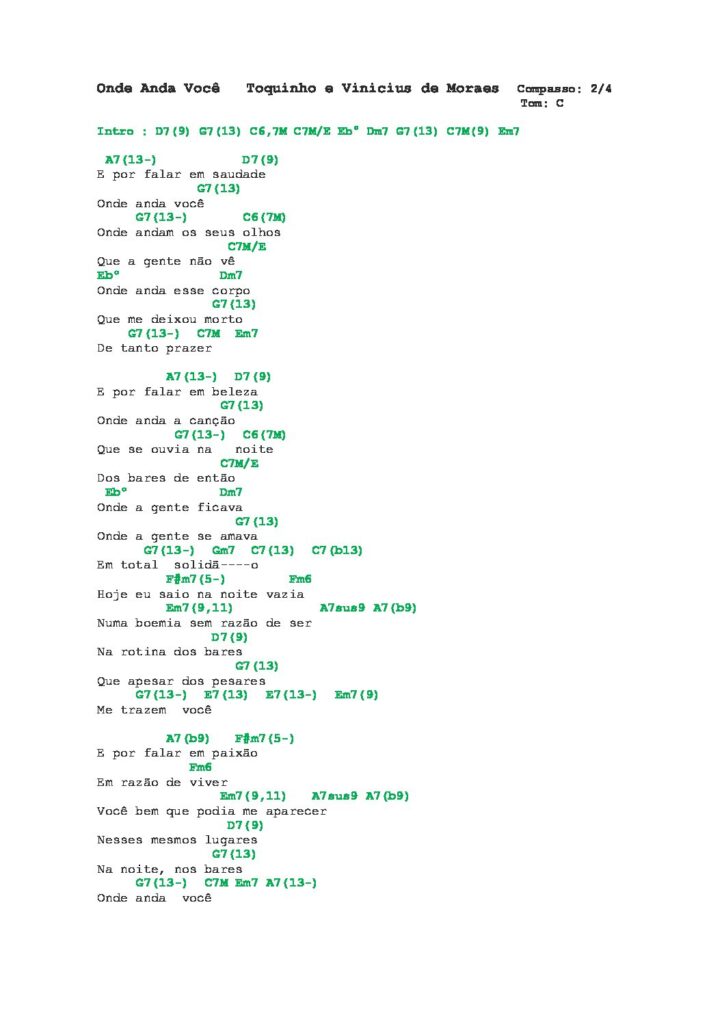 Onde Anda Você   Toquinho e Vinicius de Moraes  Compasso: 2/4
Tom: C
Intro : D7(9) G7(13) C6,7M C7M/E Ebº Dm7 G7(13) C7M(9) Em7
A7(13-)           D7(9)
E por falar em saudade
G7(13)
Onde anda você
G7(13-)       C6(7M)
Onde andam os seus olhos
C7M/E
Que a gente não vê
Ebº             Dm7
Onde anda esse corpo
G7(13)
Que me deixou morto
G7(13-)  C7M  Em7
De tanto prazer
A7(13-)  D7(9)
E por falar em beleza
G7(13)
Onde anda a canção
G7(13-)  C6(7M)
Que se ouvia na   noite
C7M/E
Dos bares de então
Ebº            Dm7
Onde a gente ficava
G7(13)
Onde a gente se amava
G7(13-)  Gm7  C7(13)  C7(b13)
Em total  solidã----o
F#m7(5-)        Fm6
Hoje eu saio na noite vazia
Em7(9,11)           A7sus9 A7(b9)
Numa boemia sem razão de ser
D7(9)
Na rotina dos bares
G7(13)
Que apesar dos pesares
G7(13-)  E7(13)  E7(13-)  Em7(9)
Me trazem  você
A7(b9)   F#m7(5-)
E por falar em paixão
Fm6
Em razão de viver
Em7(9,11)   A7sus9 A7(b9)
Você bem que podia me aparecer
D7(9)
Nesses mesmos lugares
G7(13)
Na noite, nos bares
G7(13-)  C7M Em7 A7(13-)
Onde anda  você